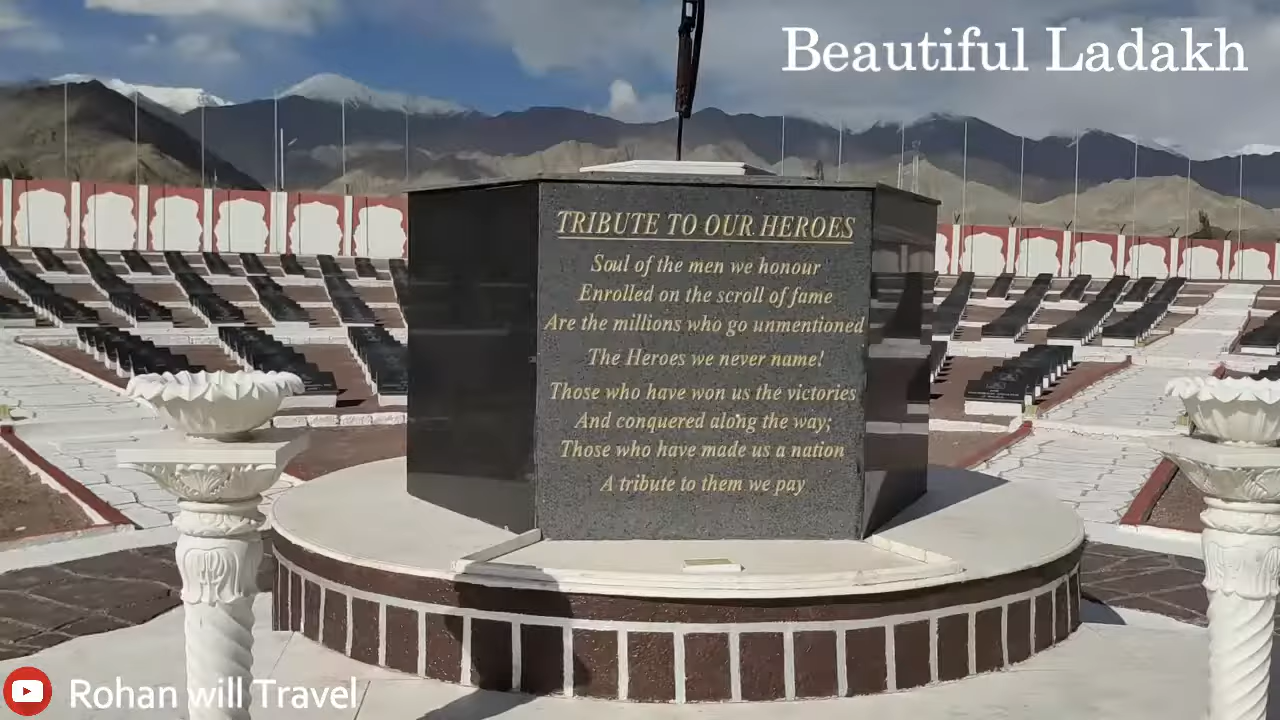 Beautiful Ladakh
TRIBUTE TO OUR HEROES
Soul of the men we honour
Enrolled on the scroll of fame
Are the millions who go unmentioned
The Heroes we never name!
Those who have won us the victories
And conquered along the way;
Those who have made us a nation
A tribute to them we pay
Rohan will Travel